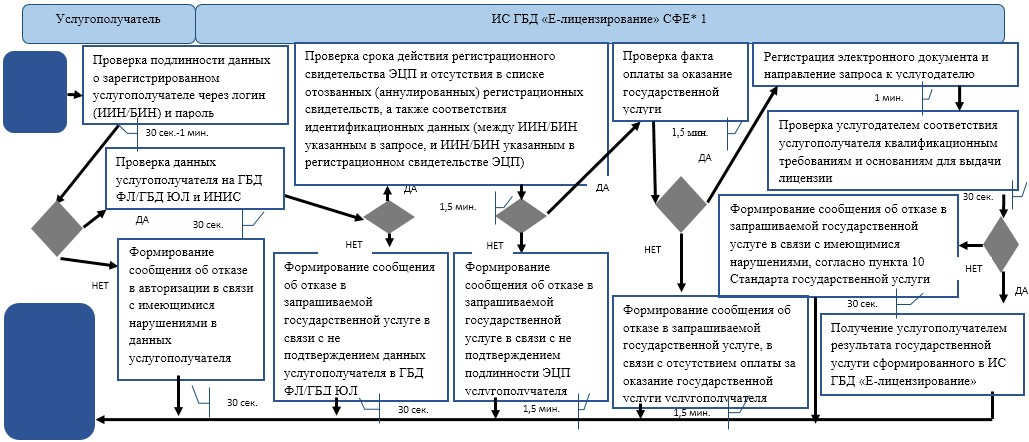 Услугополучатель
ИС ГБД «Е-лицензирование» СФЕ* 1
Проверка подлинности данных
о зарегистрированном
услугополучателе через логин
(ИИН/БИН) и пароль
30 сек.-1 мин.
Проверка данных
услугополучателя на ГБД
ФЛ/ГБД ЮЛ и ИНИС
ДА
30 сек.
НЕТ
Формирование
сообщения об отказе
в авторизации в связи
с имеющимися
нарушениями в
данных
услугополучателя
30 сек.
Проверка срока действия регистрационного
свидетельства ЭЦП и отсутствия в списке
отозванных (аннулированых) регистрационных
свидетельств, а также соответствия
идентификационных данных (между ИИН/БИН
указанным в запросе, и ИИН/БИН указанным в
регистрационном свидетельстве ЭЦП)
ДА
1,5 мин.
НЕТ
Формирование сообщения
об отказе в
запрашиваемой
государственной услуге в
связи с не
подтверждением данных
услугополучателя в ГБД
ФЛ/ГБД ЮЛ
30 сек.
ДА
НЕТ
Формирование
сообщения об отказе в
запрашиваемой
государственной
услуге в связи с не
подтверждением
подлинности ЭЦП
услугополучателя
1,5 мин.
Проверка факта
оплаты за оказание
государственной
услуги
1,5 мин.
ДА
НЕТ
Формирование сообщения об
отказе в запрашиваемой
государственной услуге, в
связи с отсутствием оплаты за
оказание государственной
услуги услугополучателя
1,5 мин.
Регистрация электронного документа и
направление запроса к услугодателю
1 мин.
Проверка услугодателем соответствия
услугополучателя квалификационным
требованиям и основаниям для выдачи
лицензии
30 сек.
Формирование сообщения об отказе в
запрашиваемой государственной
услуге в связи с имеющимися
нарушениями, согласно пункта 10
Стандарта государственной услуги
НЕТ
30 сек.
ДА
Получение услугополучателем
результата государственной
услуги сформированного в ИС
ГБД «Е-лицензирование»